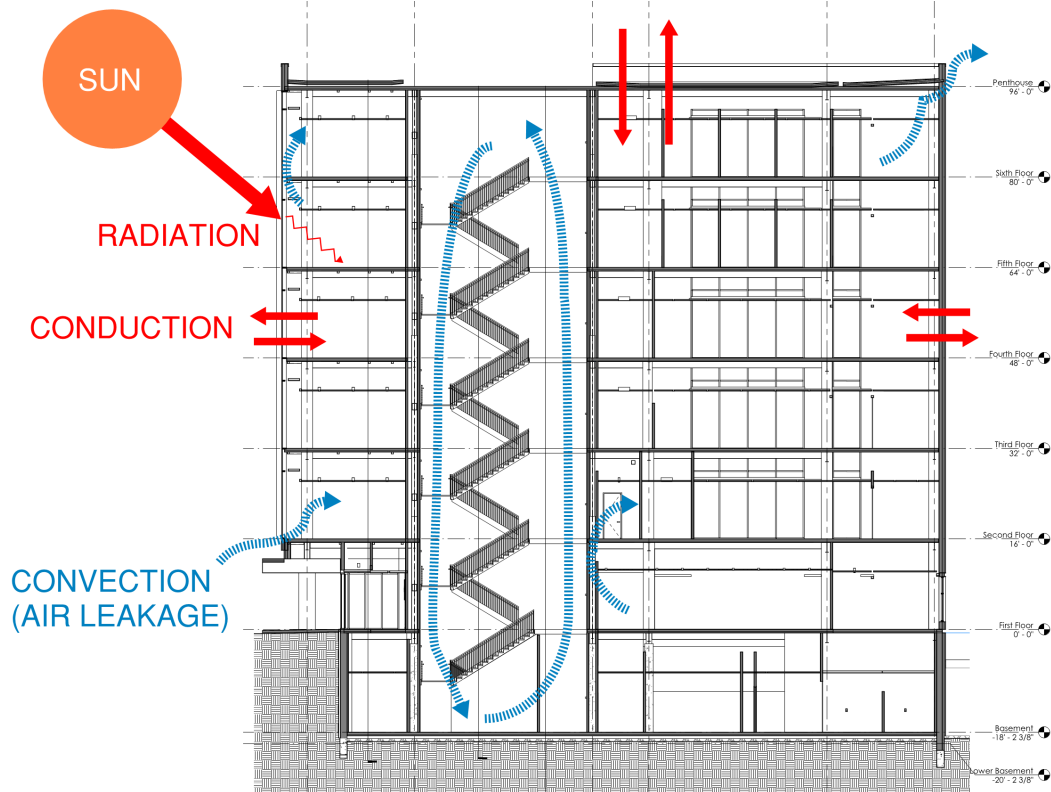 SUN
Penthouse
96' - 0"
Sixth Floor
80' - 0"
RADIATION
Fifth Floor
64' - 0"
CONDUCTION
Fourth Floor
48' - 0"
Third Floor
32' - 0"
Second Floor
16' - 0"
CONVECTION
(AIR LEAKAGE)
First Floor
0' - 0"
Basement
-18' - 2 3/8"
Lower Basement
-20' - 2 3/8"